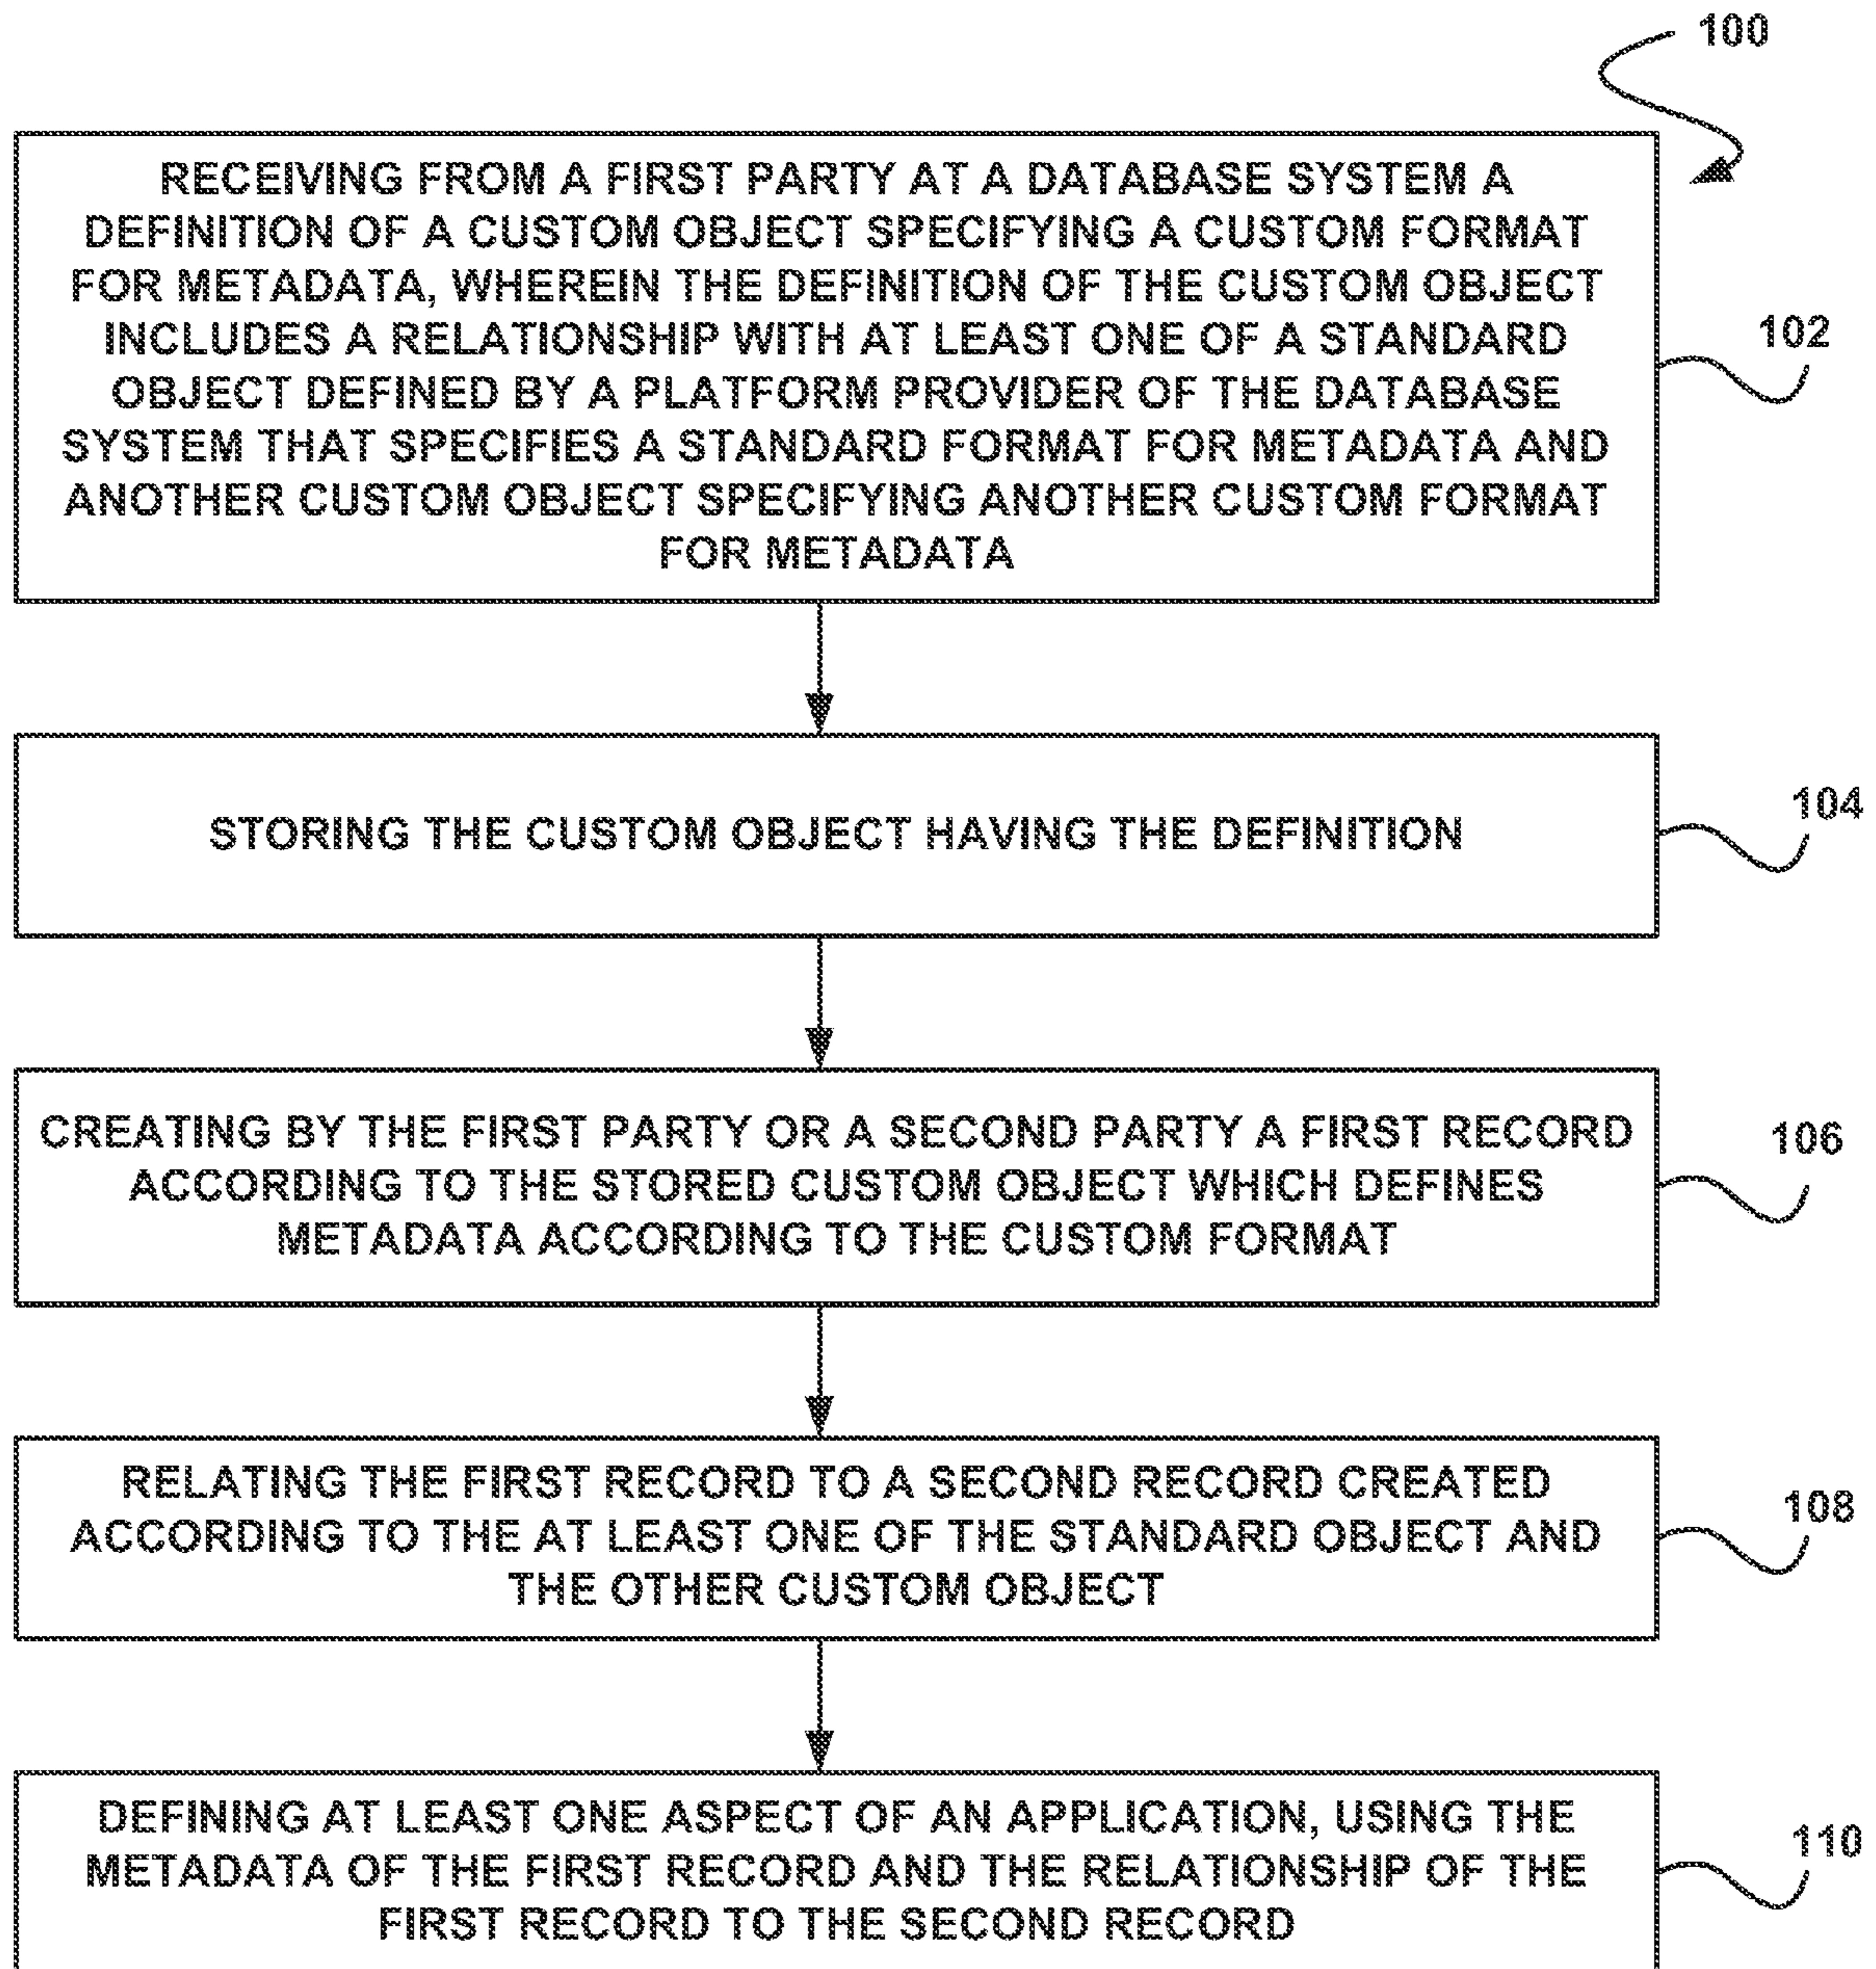 100
RECEIVING FROM A FIRST PARTY AT A DATABASE SYSTEM A
DEFINITION OF A CUSTOM OBJECT SPECIFYING A CUSTOM FORMAT
FOR METADATA, WHEREIN THE DEFINITION OF THE CUSTOM OBJECT
INCLUDES A RELATIONSHIP WITH AT LEAST ONE OF A STANDARD
OBJECT DEFINED BY A PLATFORM PROVIDER OF THE DATABASE
SYSTEM THAT SPECIFIES A STANDARD FORMAT FOR METADATA AND
ANOTHER CUSTOM OBJECT SPECIFYING ANOTHER CUSTOM FORMAT
FOR METADATA
102
STORING THE CUSTOM OBJECT HAVING THE DEFINITION
104
CREATING BY THE FIRST PARTY OR A SECOND PARTY A FIRST RECORD
ACCORDING TO THE STORED CUSTOM OBJECT WHICH DEFINES
METADATA ACCORDING TO THE CUSTOM FORMAT
106
RELATING THE FIRST RECORD TO A SECOND RECORD CREATED
ACCORDING TO THE AT LEAST ONE OF THE STANDARD OBJECT AND
THE OTHER CUSTOM OBJECT
108
DEFINING AT LEAST ONE ASPECT OF AN APPLICATION, USING THE
METADATA OF THE FIRST RECORD AND THE RELATIONSHIP OF THE
FIRST RECORD TO THE SECOND RECORD
110